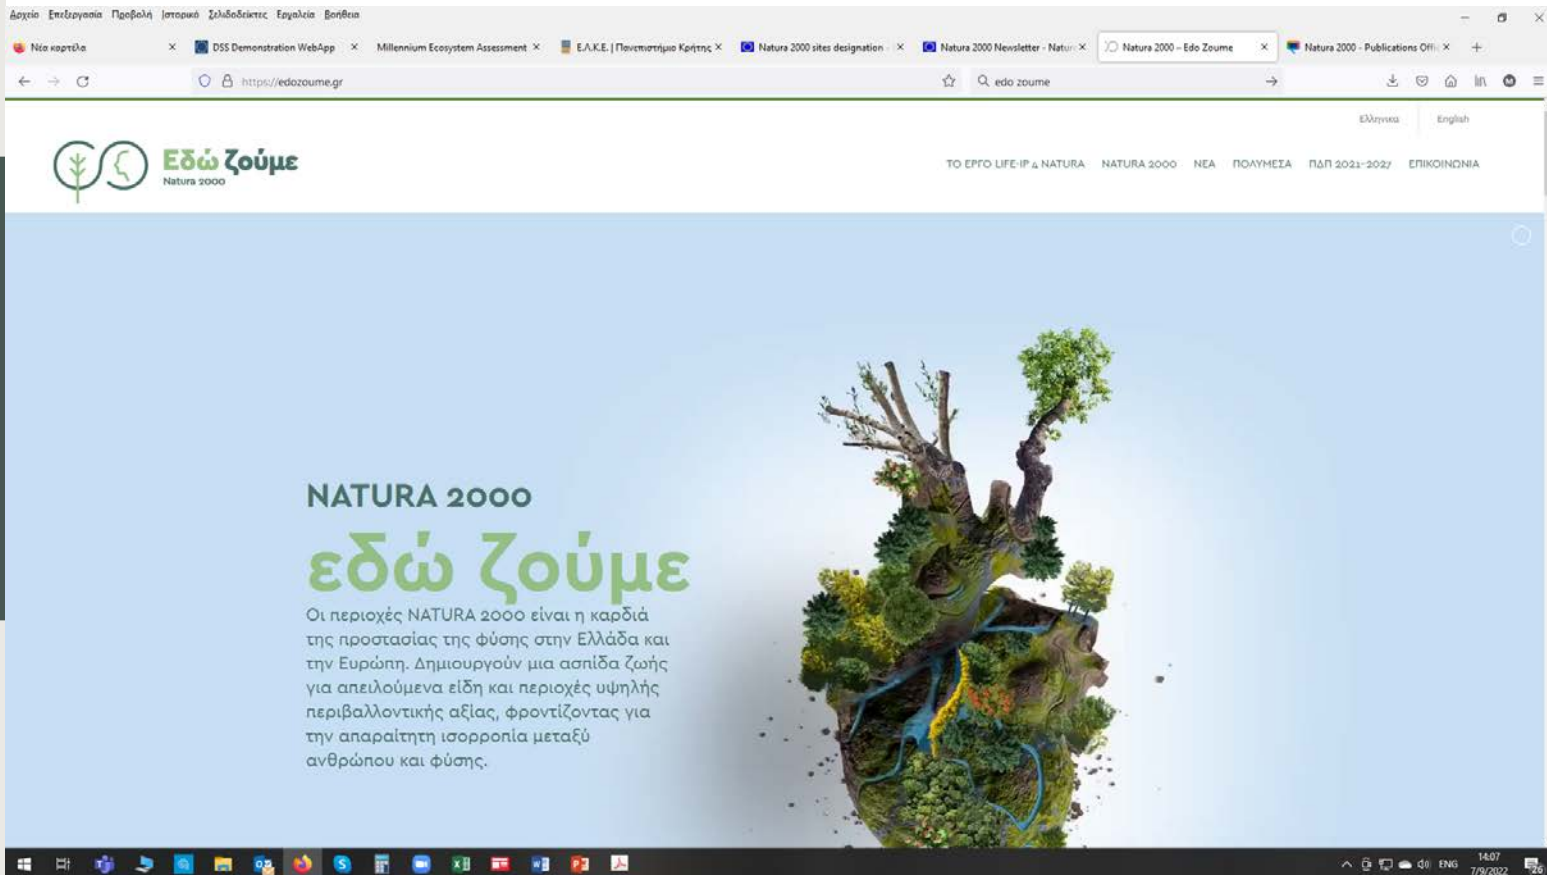 Αρχείο Επεξεργασία Προβολή Ιστορικό Σελιδοδείκτες Εργαλεία Βοήθεια
Νέα καρτέλα
DSS Demonstration WebApp
Millennium Ecosystem Assessment
Ε.Λ.Κ.Ε. | Πανεπιστήμιο Κρήτης
Natura 2000 sites designation -
Natura 2000 Newsletter - Natur
Natura 2000 – Edo Zoume
Natura 2000 - Publications Offi
https://edozoume.gr
edo zoume
Ελληνικα English
Εδώ ζούμε
Natura 2000
ΤΟ ΕΡΓΟ LIFE-IP 4 NATURA NATURA 2000 ΝΕΑ ΠΟΛΥΜΕΣΑ ΠΔΠ 2021-2027 ΕΠΙΚΟΙΝΩΝΙΑ
NATURA 2000
εδώ ζούμε
Οι περιοχές NATURA 2000 είναι η καρδιά
της προστασίας της φύσης στην Ελλάδα και
την Ευρώπη. Δημιουργούν μια ασπίδα ζωής
για απειλούμενα είδη και περιοχές υψηλής
περιβαλλοντικής αξίας, φροντίζοντας για
την απαραίτητη ισορροπία μεταξύ
ανθρώπου και φύσης.
ENG
14:07
7/9/2022
26